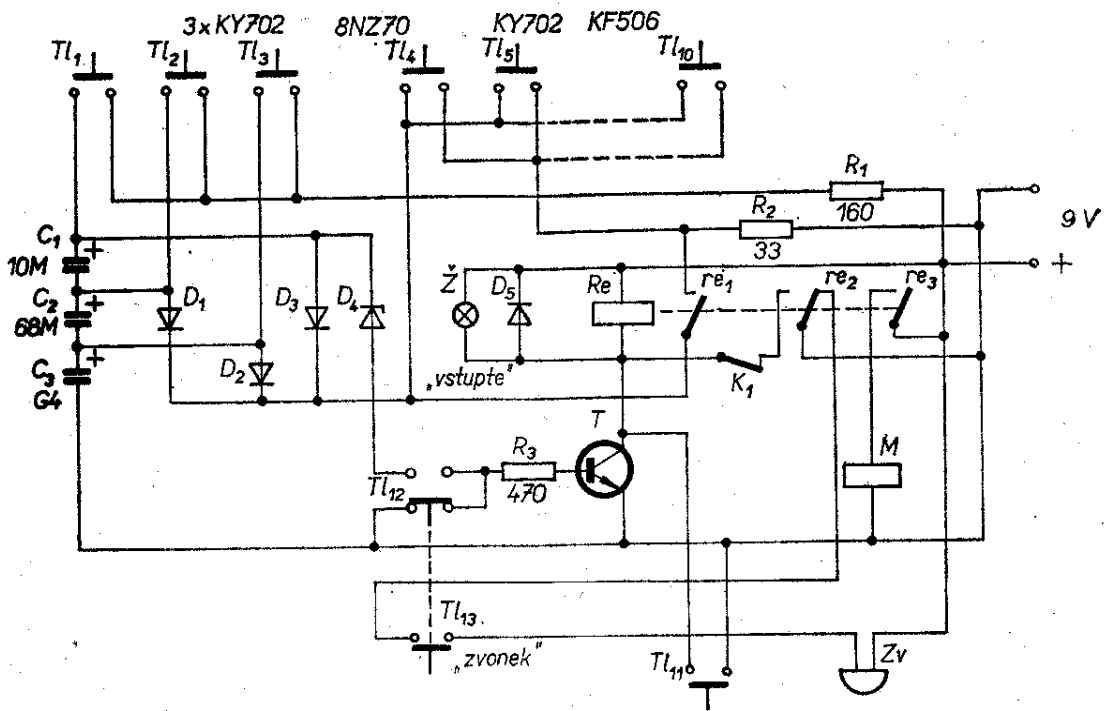 3xKY702 8NZ70 KY702 KF506
Tl1 Tl2 Tl3 Tl4 Tl5 Tl10
R1
160
R2
33
9 V
+
C1 +
10M
C2 +
68M
C3 +
G4
D1
D2
D3
D4
Ž
D5
Re
re1
re2
re3
„vstupte"
K1
T
R3
470
M
Tl12
Tl13
„zvonek"
Tl11
Zv